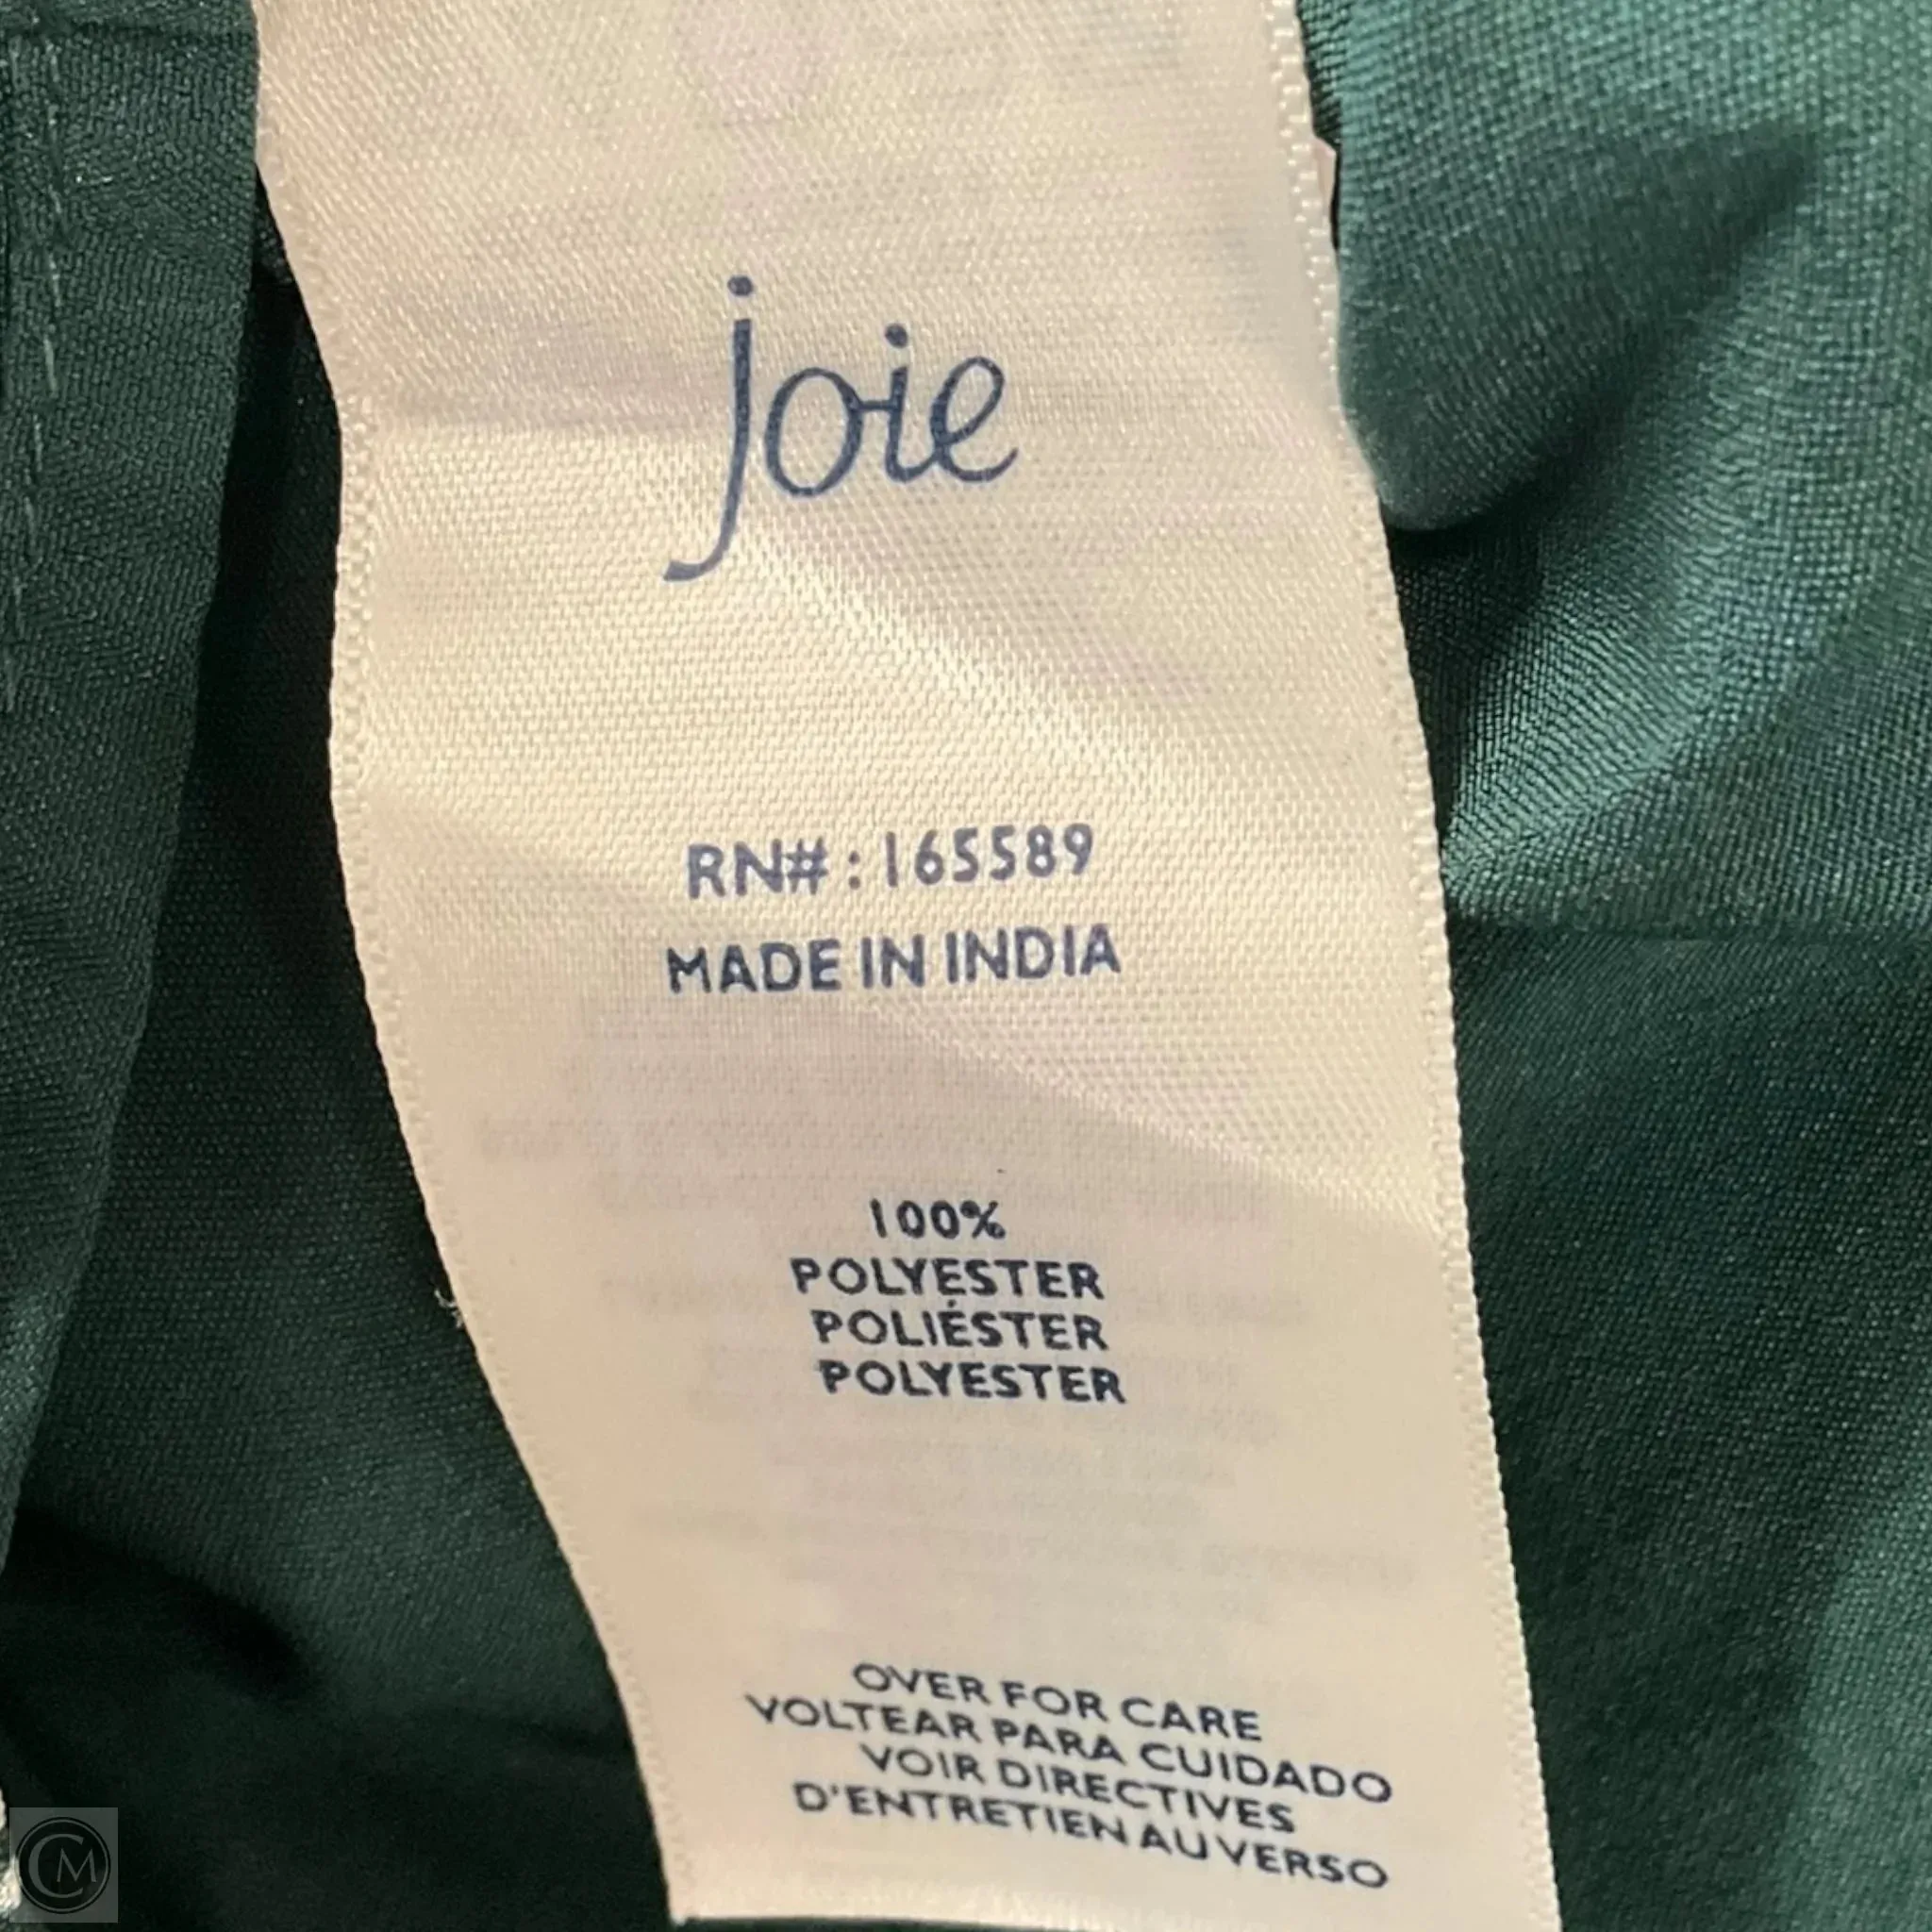 joie
RN# : 165589
MADE IN INDIA
100%
POLYESTER
POLIÉSTER
POLYESTER
OVER FOR CARE
VOLTEAR PARA CUIDADO
VOIR DIRECTIVES
D'ENTRETIEN AU VERSO
CM